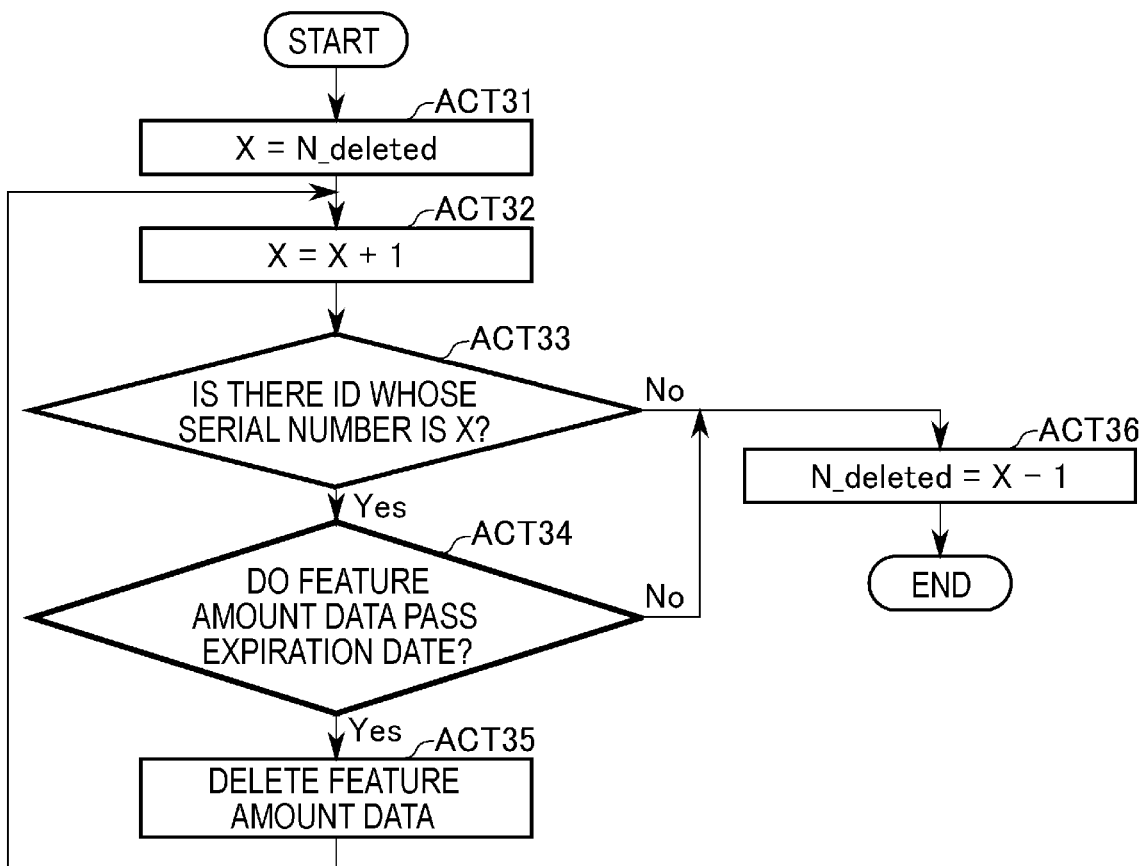 START
ACT31
X = N_deleted
ACT32
X = X + 1
ACT33
IS THERE ID WHOSE
SERIAL NUMBER IS X?
No
Yes
ACT36
N_deleted = X - 1
END
ACT34
DO FEATURE
AMOUNT DATA PASS
EXPIRATION DATE?
No
Yes
ACT35
DELETE FEATURE
AMOUNT DATA